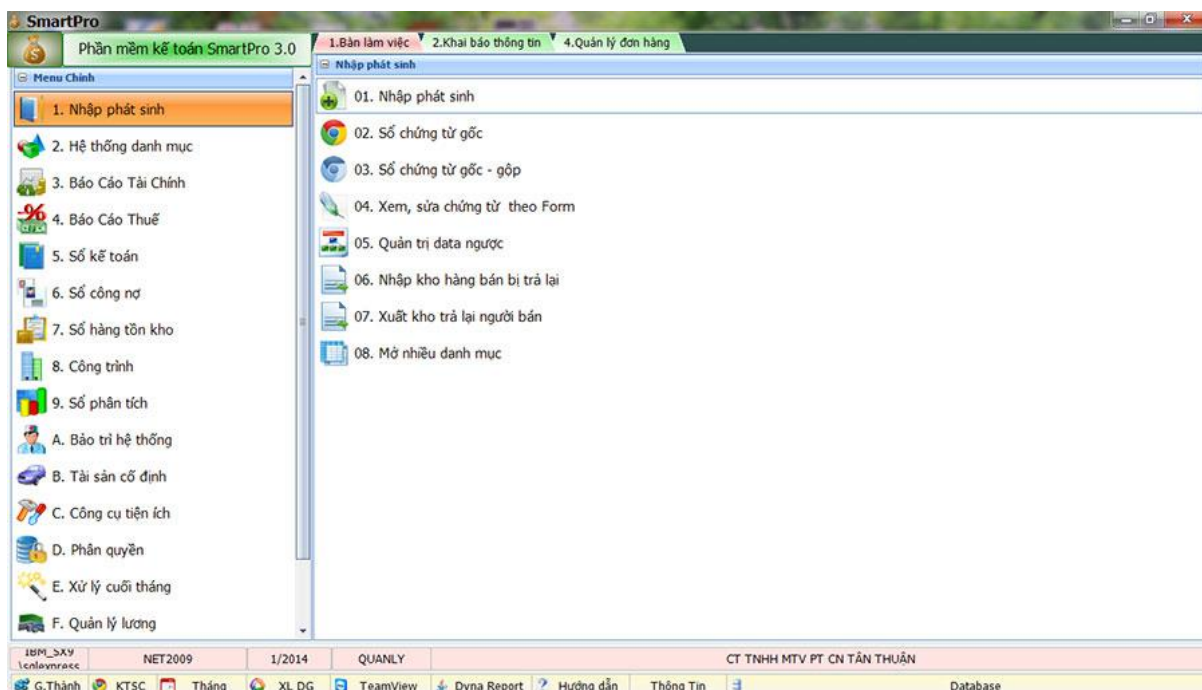 SmartPro
Phần mềm kế toán SmartPro 3.0
1.Bàn làm việc
2.Khai báo thông tin
4.Quản lý đơn hàng
Menu Chính
1. Nhập phát sinh
2. Hệ thống danh mục
3. Báo Cáo Tài Chính
4. Báo Cáo Thuế
5. Sổ kế toán
6. Sổ công nợ
7. Sổ hàng tồn kho
8. Công trình
9. Sổ phân tích
A. Bảo trì hệ thống
B. Tài sản cố định
C. Công cụ tiện ích
D. Phân quyền
E. Xử lý cuối tháng
F. Quản lý lương
Nhập phát sinh
01. Nhập phát sinh
02. Sổ chứng từ gốc
03. Sổ chứng từ gốc - gộp
04. Xem, sửa chứng từ theo Form
05. Quản trị data ngược
06. Nhập kho hàng bán bị trả lại
07. Xuất kho trả lại người bán
08. Mở nhiều danh mục
IBM_SX9
\sqlexpress
NET2009
1/2014
QUANLY
CT TNHH MTV PT CN TÂN THUẬN
G.Thành
KTSC
Tháng
XL DG
TeamView
Dyna Report
Hướng dẫn
Thông Tin
Database